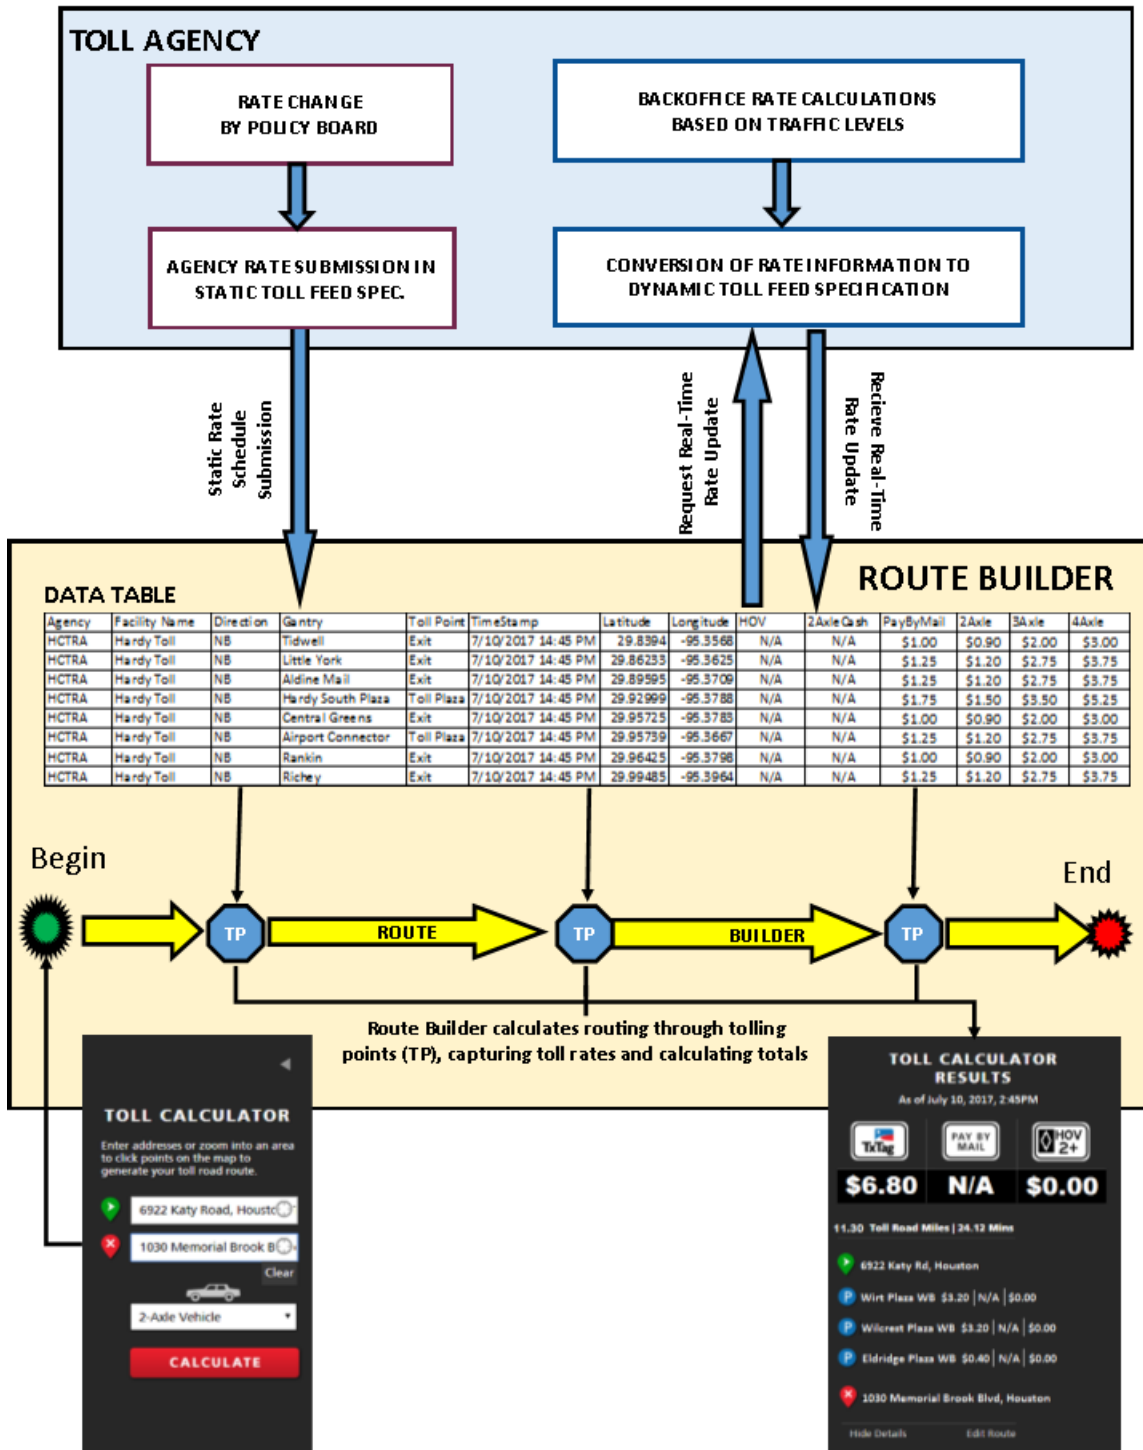 TOLL AGENCY
RATE CHANGE
BY POLICY BOARD
BACKOFFICE RATE CALCULATIONS
BASED ON TRAFFIC LEVELS
AGENCY RATE SUBMISSION IN
STATIC TOLL FEED SPEC.
CONVERSION OF RATE INFORMATION TO
DYNAMIC TOLL FEED SPECIFICATION
Static Rate
Schedule
Submission
Request Real-Time
Rate Update
Recieve Real-Time
Rate Update
ROUTE BUILDER
DATA TABLE
Agency Facility Name Direction Gantry Toll Point TimeStamp Latitude Longitude HOV 2AxleCash PayByMail 2Axle 3Axle 4Axle
HCTRA Hardy Toll NB Tidwell Exit 7/10/2017 14:45 PM 29.8394 -95.3568 N/A N/A $1.00 $0.90 $2.00 $3.00
HCTRA Hardy Toll NB Little York Exit 7/10/2017 14:45 PM 29.86233 -95.3625 N/A N/A $1.25 $1.20 $2.75 $3.75
HCTRA Hardy Toll NB Aldine Mail Exit 7/10/2017 14:45 PM 29.89595 -95.3709 N/A N/A $1.25 $1.20 $2.75 $3.75
HCTRA Hardy Toll NB Hardy South Plaza Toll Plaza 7/10/2017 14:45 PM 29.92999 -95.3788 N/A N/A $1.75 $1.50 $3.50 $5.25
HCTRA Hardy Toll NB Central Greens Exit 7/10/2017 14:45 PM 29.95725 -95.3783 N/A N/A $1.00 $0.90 $2.00 $3.00
HCTRA Hardy Toll NB Airport Connector Toll Plaza 7/10/2017 14:45 PM 29.95739 -95.3667 N/A N/A $1.25 $1.20 $2.75 $3.75
HCTRA Hardy Toll NB Rankin Exit 7/10/2017 14:45 PM 29.96425 -95.3798 N/A N/A $1.00 $0.90 $2.00 $3.00
HCTRA Hardy Toll NB Richey Exit 7/10/2017 14:45 PM 29.99485 -95.3964 N/A N/A $1.25 $1.20 $2.75 $3.75
Begin
End
TP
ROUTE
TP
BUILDER
TP
Route Builder calculates routing through tolling
points (TP), capturing toll rates and calculating totals
TOLL CALCULATOR
Enter addresses or zoom into an area
to click points on the map to
generate your toll road route.
6922 Katy Road, Houstc
1030 Memorial Brook B
Clear
2-Axle Vehicle
CALCULATE
TOLL CALCULATOR
RESULTS
As of July 10, 2017, 2:45PM
TxTag
PAY BY
MAIL
HOV
2+
$6.80 N/A $0.00
11.30 Toll Road Miles | 24.12 Mins
6922 Katy Rd, Houston
P Wirt Plaza WB $3.20 | N/A | $0.00
P Wilcrest Plaza WB $3.20 | N/A | $0.00
P Eldridge Plaza WB $0.40 | N/A | $0.00
1030 Memorial Brook Blvd, Houston
Hide Details Edit Route